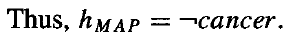 Thus, h_MAP = ¬cancer.